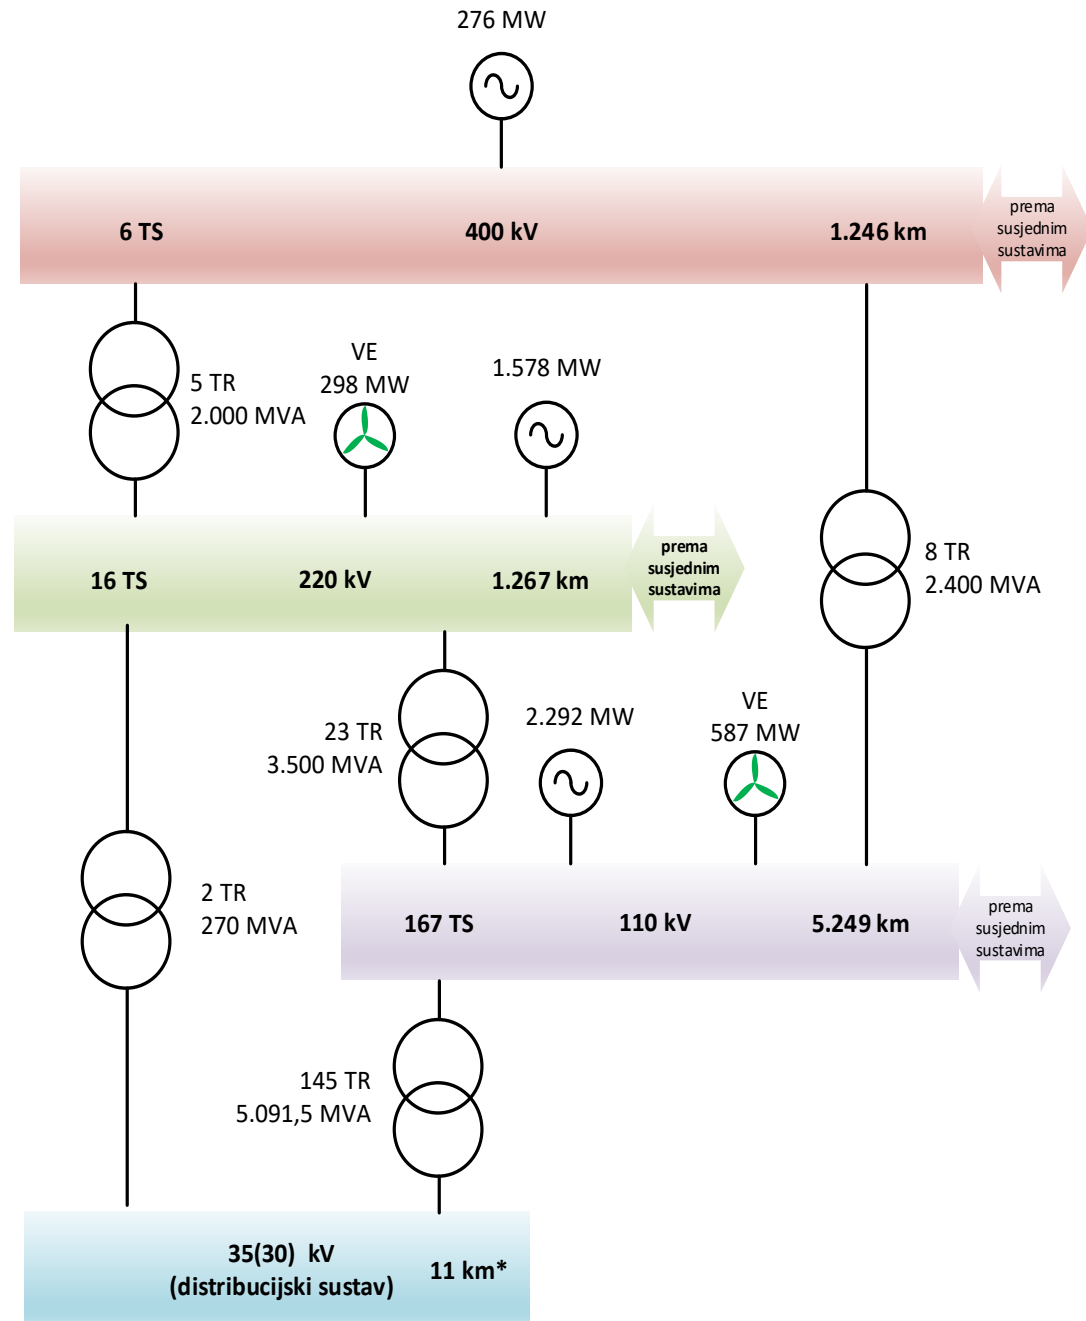 276 MW
6 TS
400 kV
1.246 km
prema
susjednim
sustavima
5 TR
2.000 MVA
VE
298 MW
1.578 MW
16 TS
220 kV
1.267 km
prema
susjednim
sustavima
8 TR
2.400 MVA
23 TR
3.500 MVA
2.292 MW
VE
587 MW
2 TR
270 MVA
167 TS
110 kV
5.249 km
prema
susjednim
sustavima
145 TR
5.091,5 MVA
35(30) kV
(distribucijski sustav)
11 km*